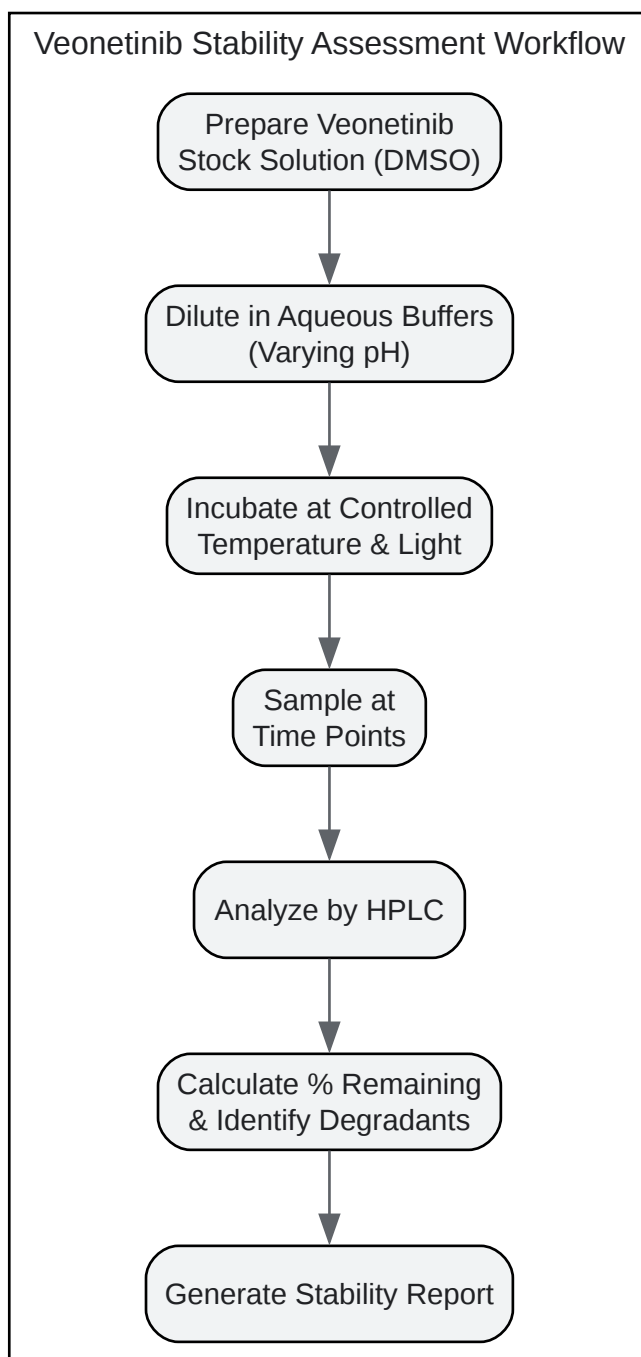 Veonetinib Stability Assessment Workflow
Prepare Veonetinib
Stock Solution (DMSO)
Dilute in Aqueous Buffers
(Varying pH)
Incubate at Controlled
Temperature & Light
Sample at
Time Points
Analyze by HPLC
Calculate % Remaining
& Identify Degradants
Generate Stability Report